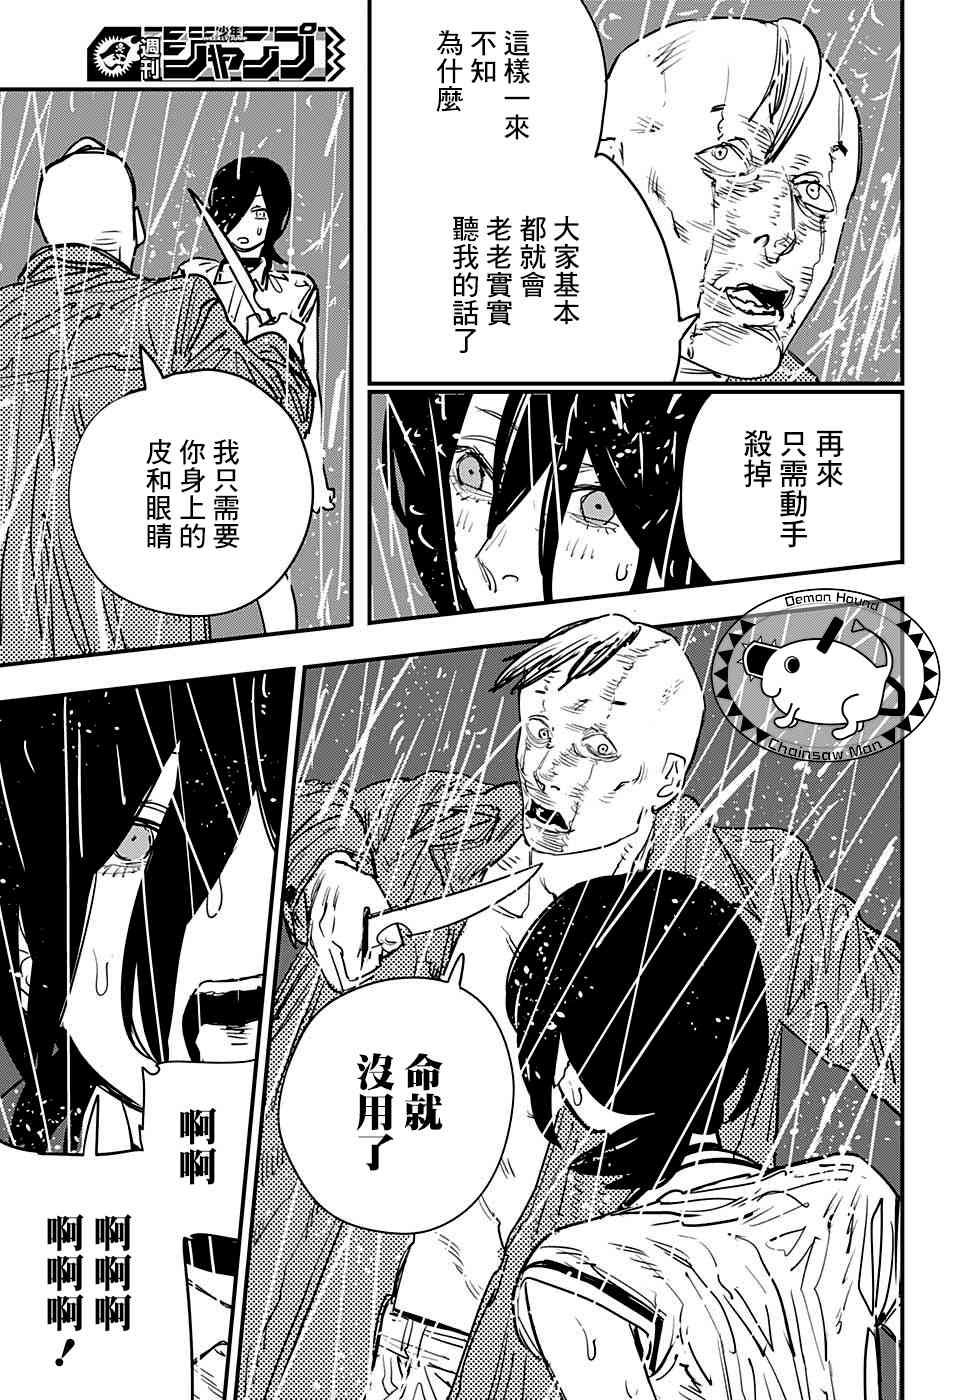 少年
週刊
ジャンプ
這樣一來
不知
為什麼
大家基本
都就會
老老實實
聽我的話了
再來
只需動手
殺掉
我只需要
你身上的
皮和眼睛
Demon Hound
Chainsaw Man
命就
沒用了
啊啊
啊啊啊
啊啊啊!